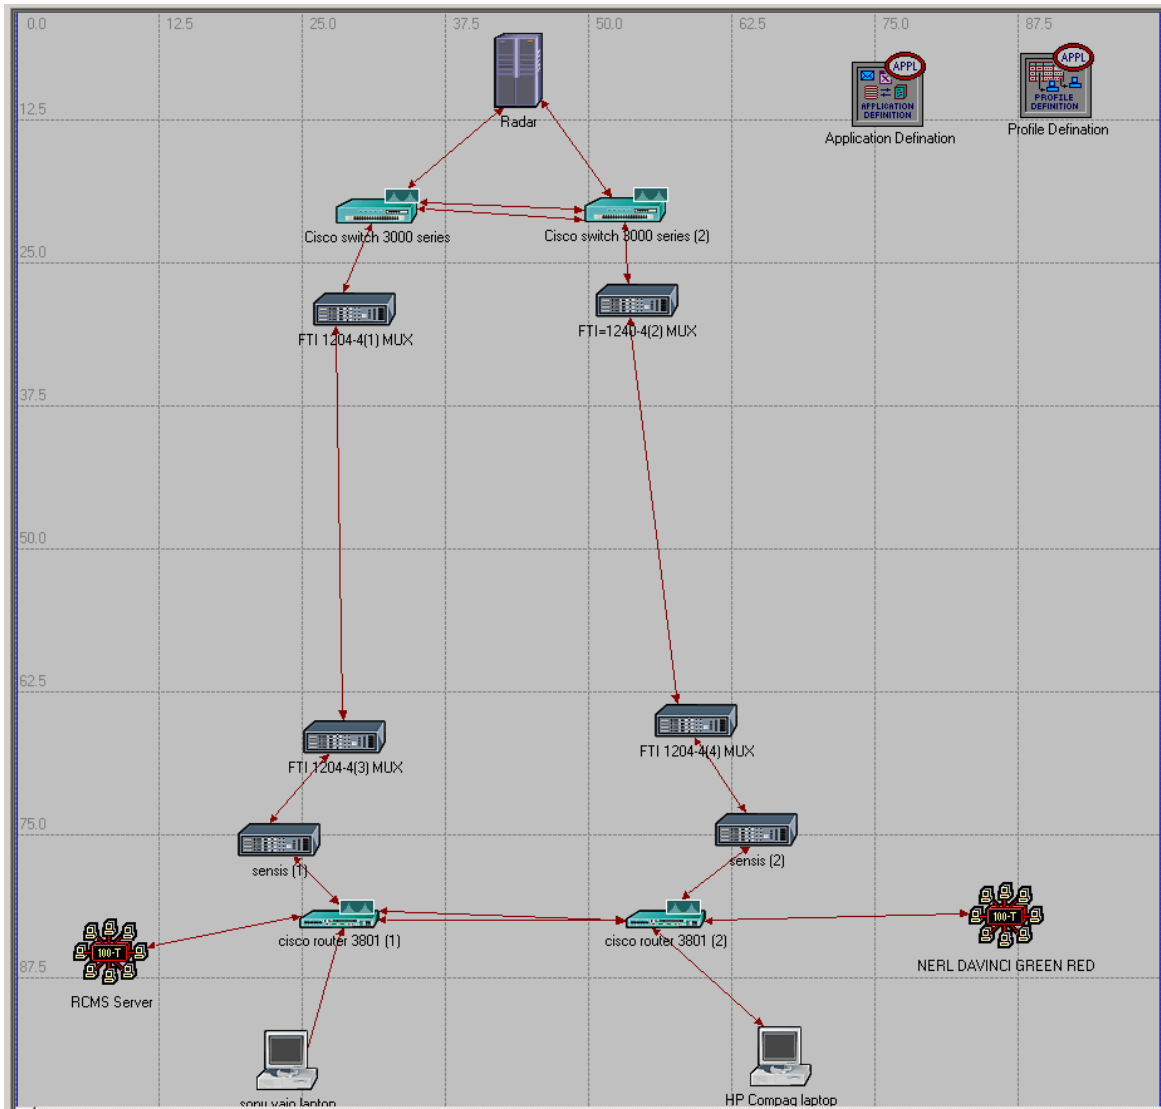 0.0 12.5 25.0 37.5 50.0 62.5 75.0 87.5
APPL
APPL
APPLICATION
DEFINITION
PROFILE
DEFINITION
12.5
Radar
Application Defination
Profile Defination
Cisco switch 3000 series
Cisco switch 3000 series (2)
25.0
FTI 1204-4(1) MUX
FTI=1240-4(2) MUX
37.5
50.0
62.5
FTI 1204-4(3) MUX
FTI 1204-4(4) MUX
75.0
sensis (1)
sensis (2)
cisco router 3801 (1)
cisco router 3801 (2)
100-T
100-T
87.5
NERL DAVINCI GREEN RED
RCMS Server
sony vaio laptop
HP Compaq laptop